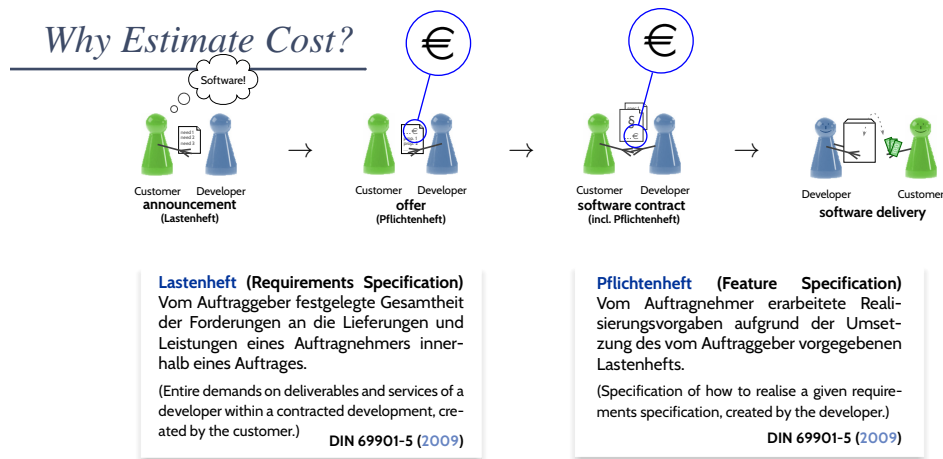 Why Estimate Cost?
€
€
Software!
need 1
need 2
need 3
...€
§
...€
→
→
→
Customer Developer
announcement
(Lastenheft)
Customer Developer
offer
(Pflichtenheft)
Customer Developer
software contract
(incl. Pflichtenheft)
Developer Customer
software delivery
Lastenheft (Requirements Specification)
Vom Auftraggeber festgelegte Gesamtheit
der Forderungen an die Lieferungen und
Leistungen eines Auftragnehmers inner-
halb eines Auftrages.
(Entire demands on deliverables and services of a
developer within a contracted development, cre-
ated by the customer.)
DIN 69901-5 (2009)
Pflichtenheft (Feature Specification)
Vom Auftragnehmer erarbeitete Reali-
sierungsvorgaben aufgrund der Umset-
zung des vom Auftraggeber vorgegebenen
Lastenhefts.
(Specification of how to realise a given require-
ments specification, created by the developer.)
DIN 69901-5 (2009)